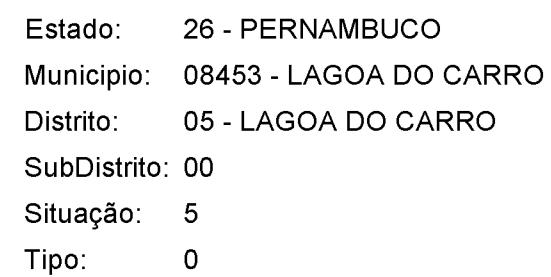 Estado: 26 - PERNAMBUCO
Municipio: 08453 - LAGOA DO CARRO
Distrito: 05 - LAGOA DO CARRO
SubDistrito: 00
Situação: 5
Tipo: 0